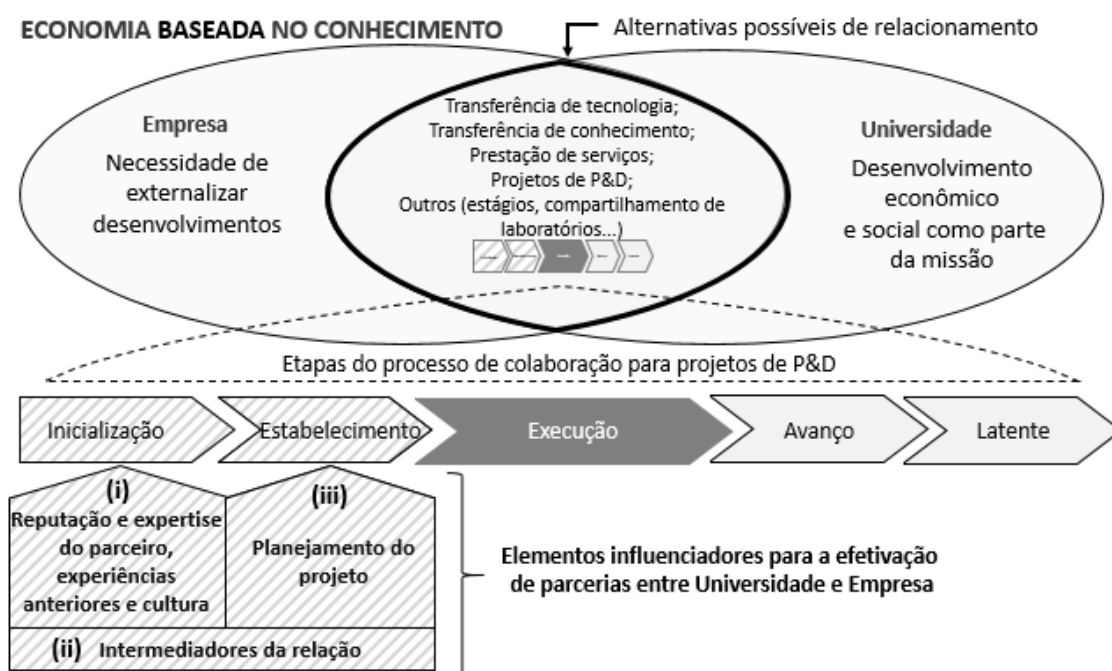 ECONOMIA BASEADA NO CONHECIMENTO
Alternativas possíveis de relacionamento
Empresa
Necessidade de
externalizar
desenvolvimentos
Transferência de tecnologia;
Transferência de conhecimento;
Prestação de serviços;
Projetos de P&D;
Outros (estágios, compartilhamento de
laboratórios...)
Universidade
Desenvolvimento
econômico
e social como parte
da missão
Etapas do processo de colaboração para projetos de P&D
Inicialização
Estabelecimento
Execução
Avanço
Latente
(i)
Reputação e expertise
do parceiro,
experiências
anteriores e cultura
(iii)
Planejamento do
projeto
(ii) Intermediadores da relação
Elementos influenciadores para a efetivação
de parcerias entre Universidade e Empresa